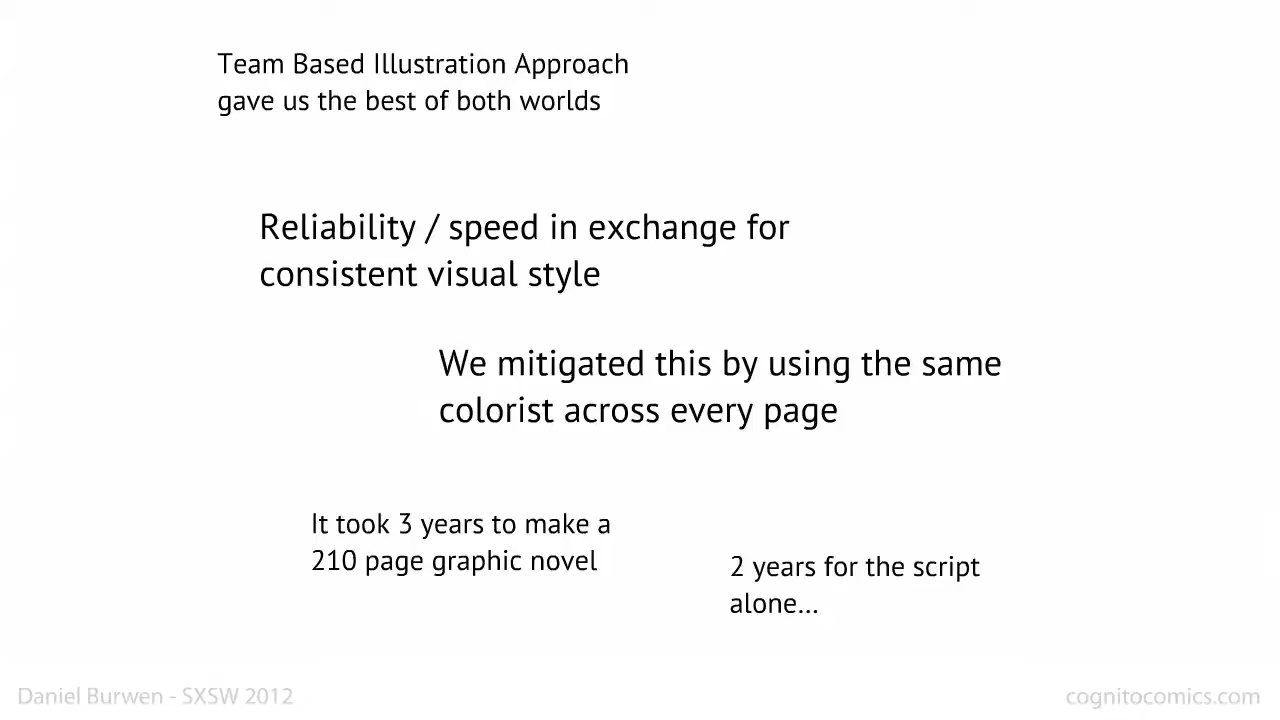 Team Based Illustration Approach
gave us the best of both worlds
Reliability / speed in exchange for
consistent visual style
We mitigated this by using the same
colorist across every page
It took 3 years to make a
210 page graphic novel
2 years for the script
alone...
Daniel Burwen - SXSW 2012
cognitocomics.com